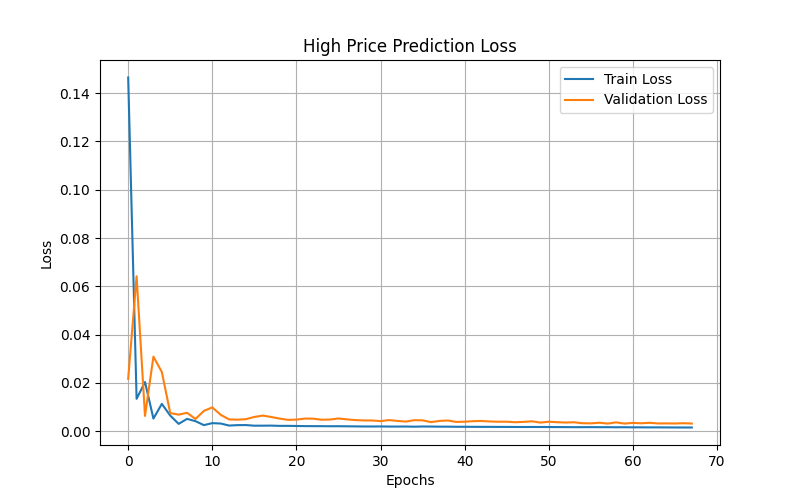 High Price Prediction Loss
Train Loss
Validation Loss
Loss
0.14
0.12
0.10
0.08
0.06
0.04
0.02
0.00
0 10 20 30 40 50 60 70
Epochs